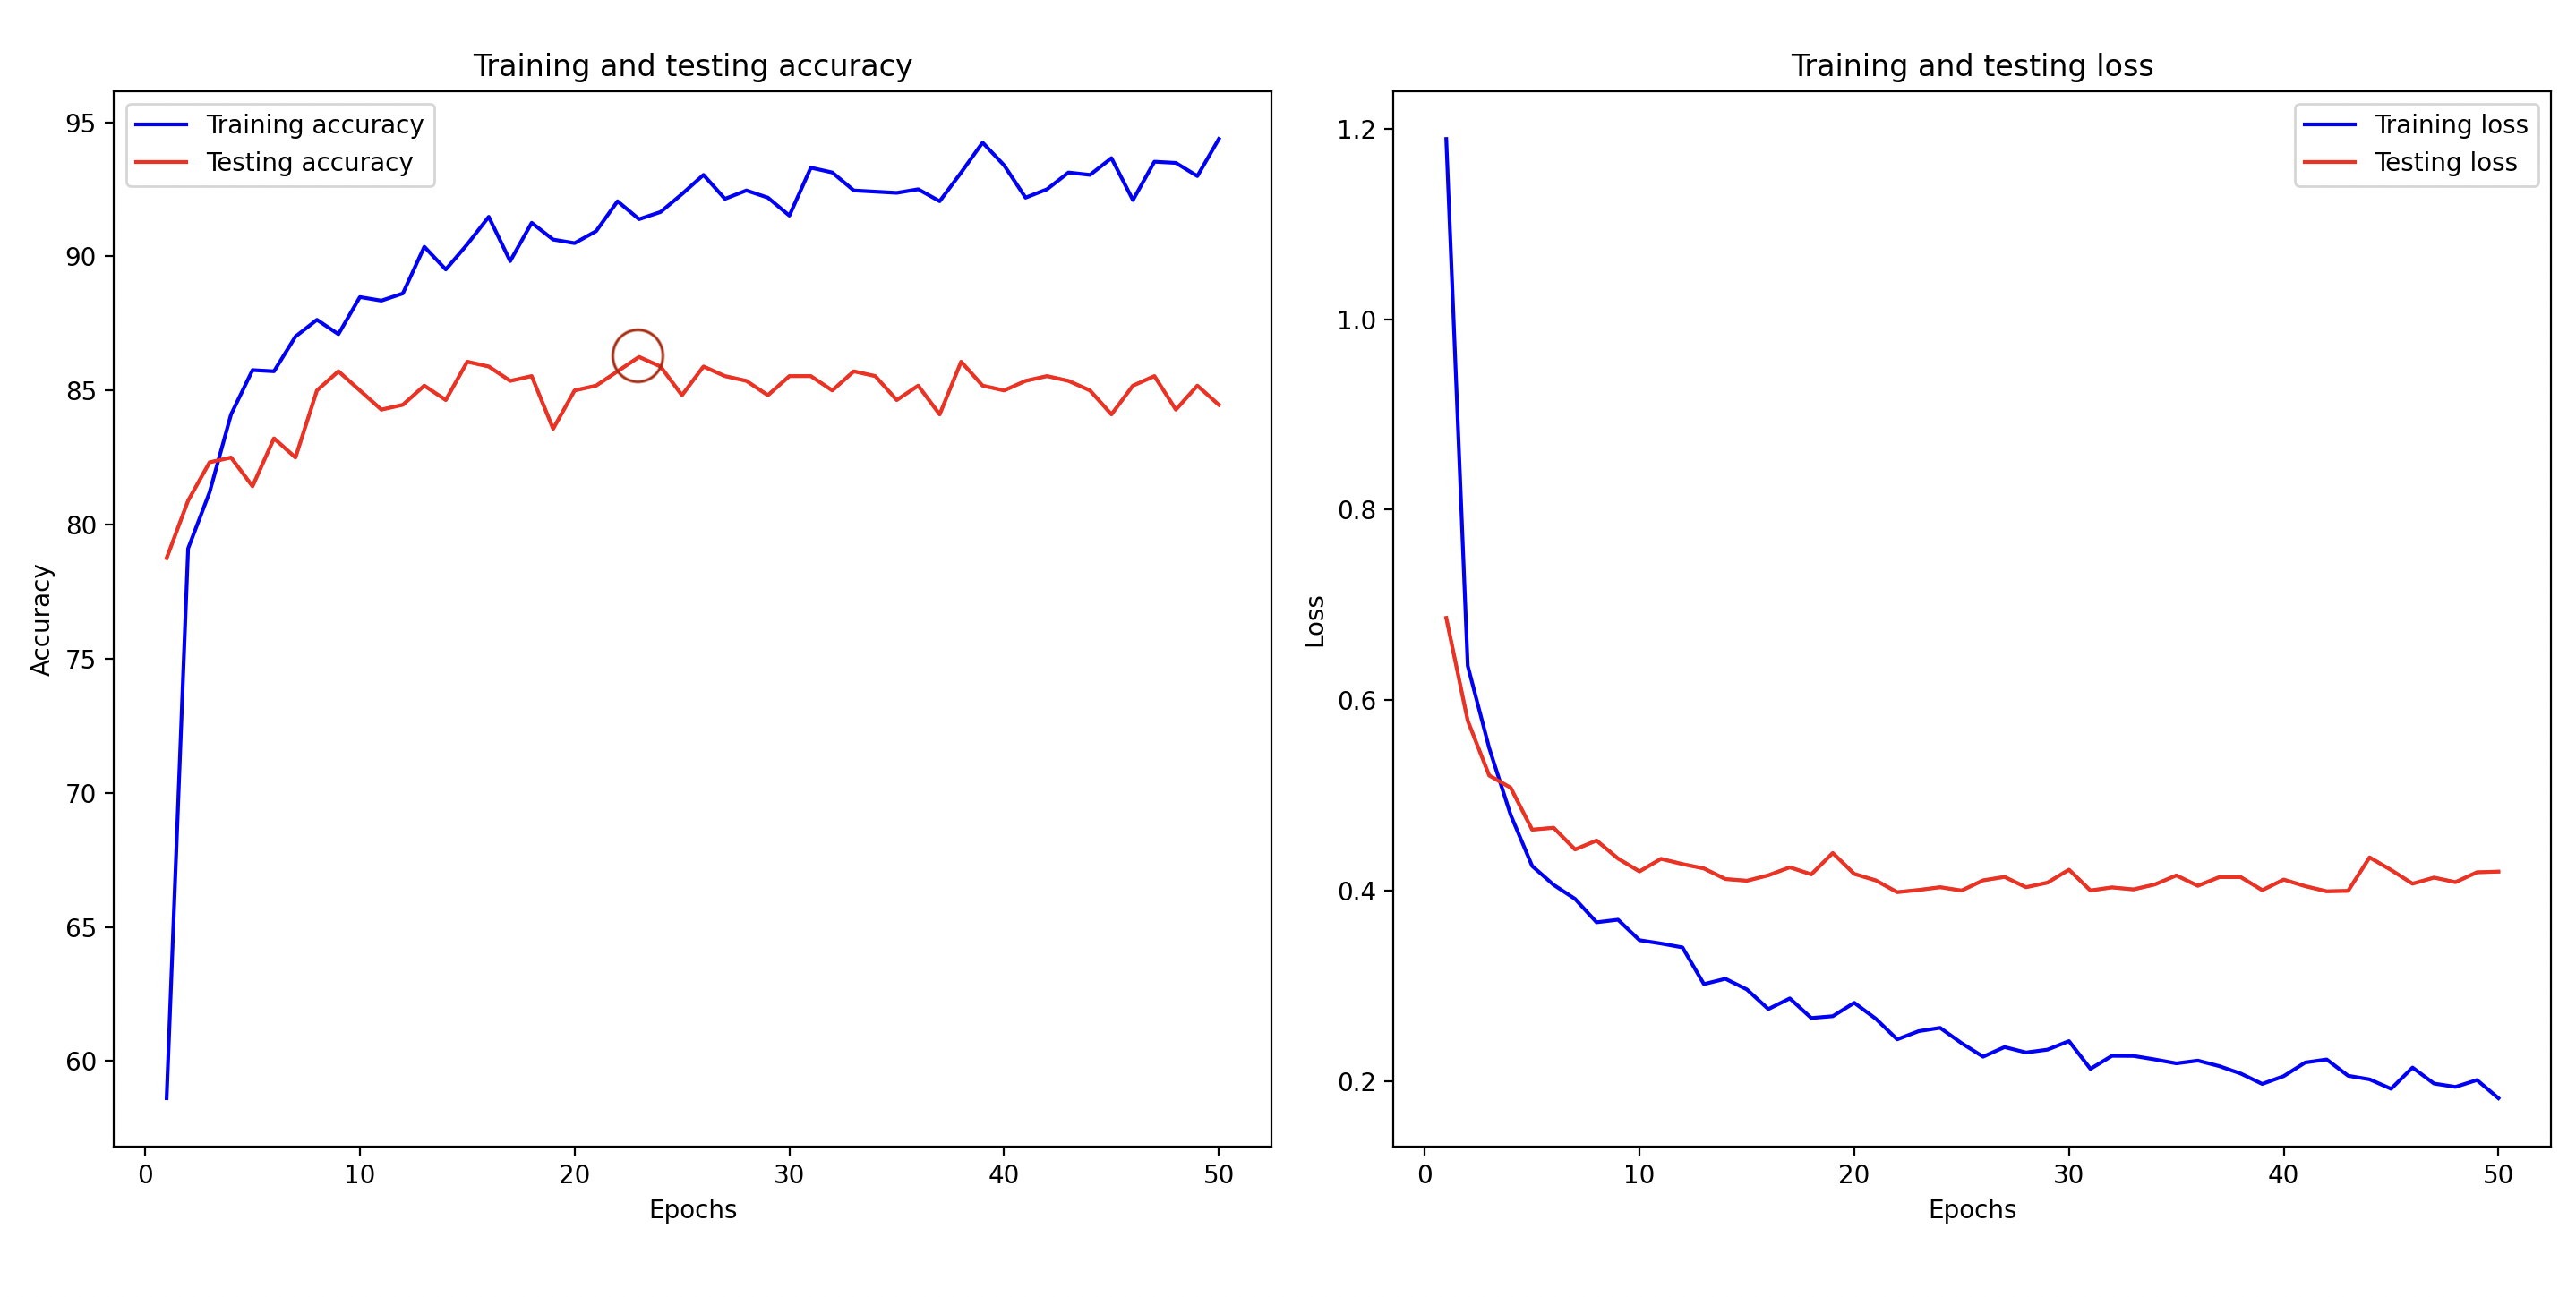 Training and testing accuracy
Training accuracy
Testing accuracy
95
90
85
80
75
70
65
60
Accuracy
0 10 20 30 40 50
Epochs
Training and testing loss
Training loss
Testing loss
1.2
1.0
0.8
0.6
0.4
0.2
Loss
0 10 20 30 40 50
Epochs